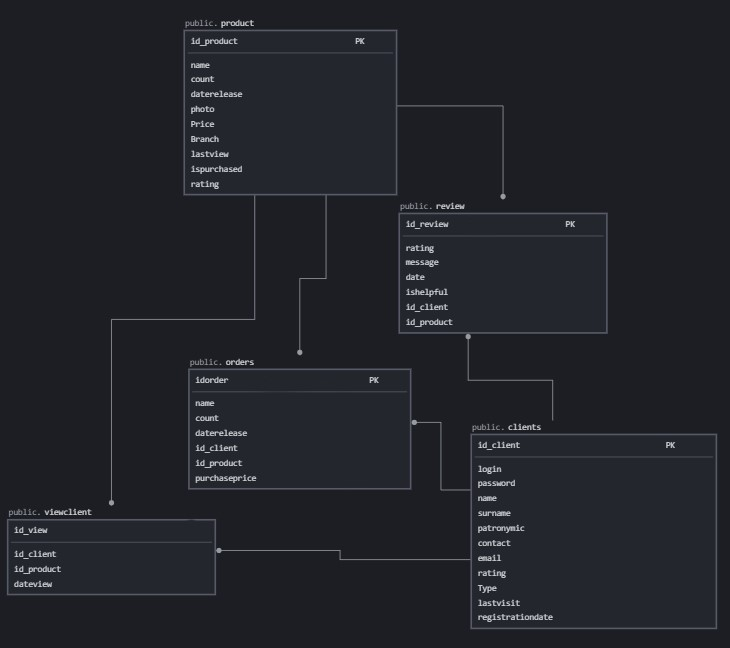 public. product
id_product PK
name
count
daterelease
photo
Price
Branch
lastview
ispurchased
rating
public. review
id_review PK
rating
message
date
ishelpful
id_client
id_product
public. orders
idorder PK
name
count
daterelease
id_client
id_product
purchaseprice
public. clients
id_client PK
login
password
name
surname
patronymic
contact
email
rating
Type
lastvisit
registrationdate
public. viewclient
id_view
id_client
id_product
dateview